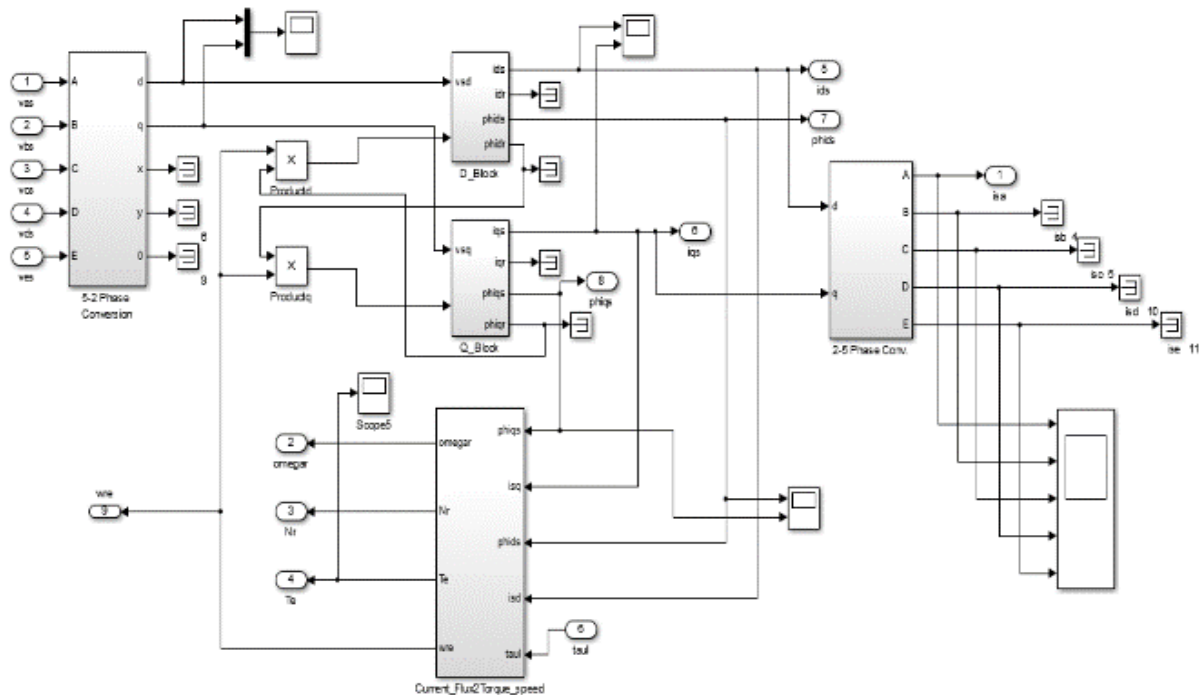 1
vas
2
vbs
3
vcs
4
vds
5
ves
A
B
C
D
E
d
q
x
y
0
8
9
5-2 Phase
Conversion
x
Productd
x
Productq
vsd
ids
idr
phids
phidr
D_Block
vsq
iqs
iqr
phiqs
phiqr
Q_Block
5
ids
7
phids
6
iqs
8
phiqs
d
q
A
B
C
D
E
2-5 Phase Conv.
1
isa
isb 4
isc 5
isd 10
ise 11
Scope5
2
omegar
3
Nr
4
Te
wre
9
omegar
Nr
Te
wre
phiqs
isq
phids
isd
taul
6
taul
Current_Flux2Torque_speed